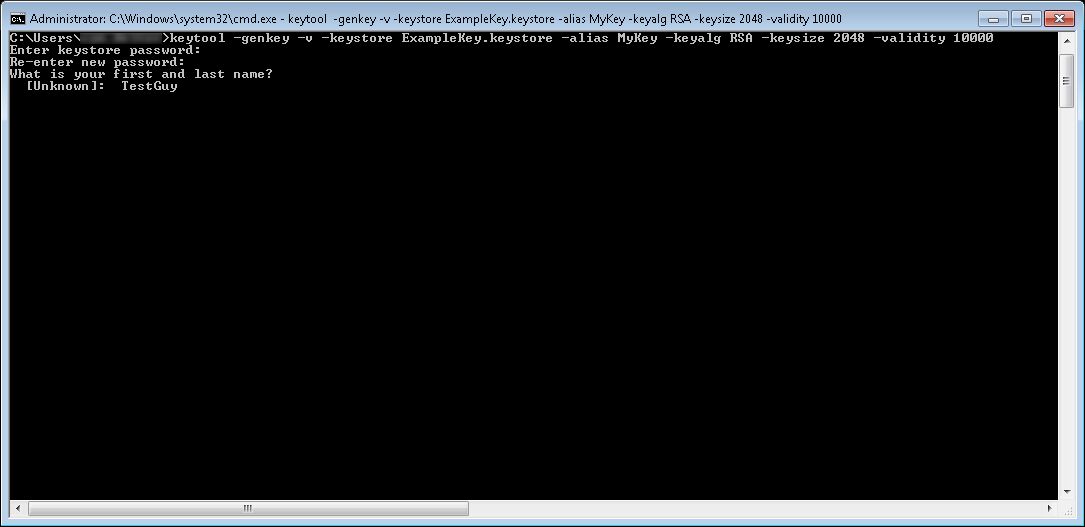 Administrator: C:\Windows\system32\cmd.exe - keytool  -genkey -v -keystore ExampleKey.keystore -alias MyKey -keyalg RSA -keysize 2048 -validity 10000
C:\Users\ >keytool -genkey -v -keystore ExampleKey.keystore -alias MyKey -keyalg RSA -keysize 2048 -validity 10000
Enter keystore password:
Re-enter new password:
What is your first and last name?
  [Unknown]:  TestGuy